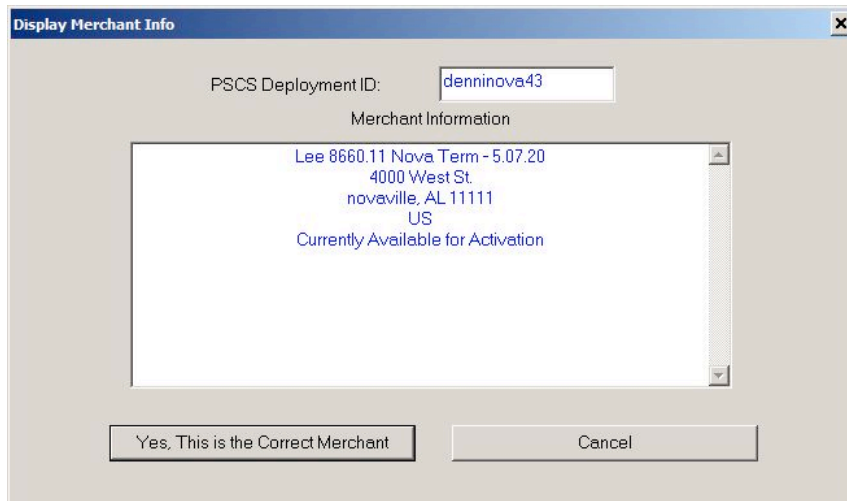 Display Merchant Info
PSCS Deployment ID: denninova43
Merchant Information
Lee 8660.11 Nova Term - 5.07.20
4000 West St.
novaville, AL 11111
US
Currently Available for Activation
Yes, This is the Correct Merchant Cancel